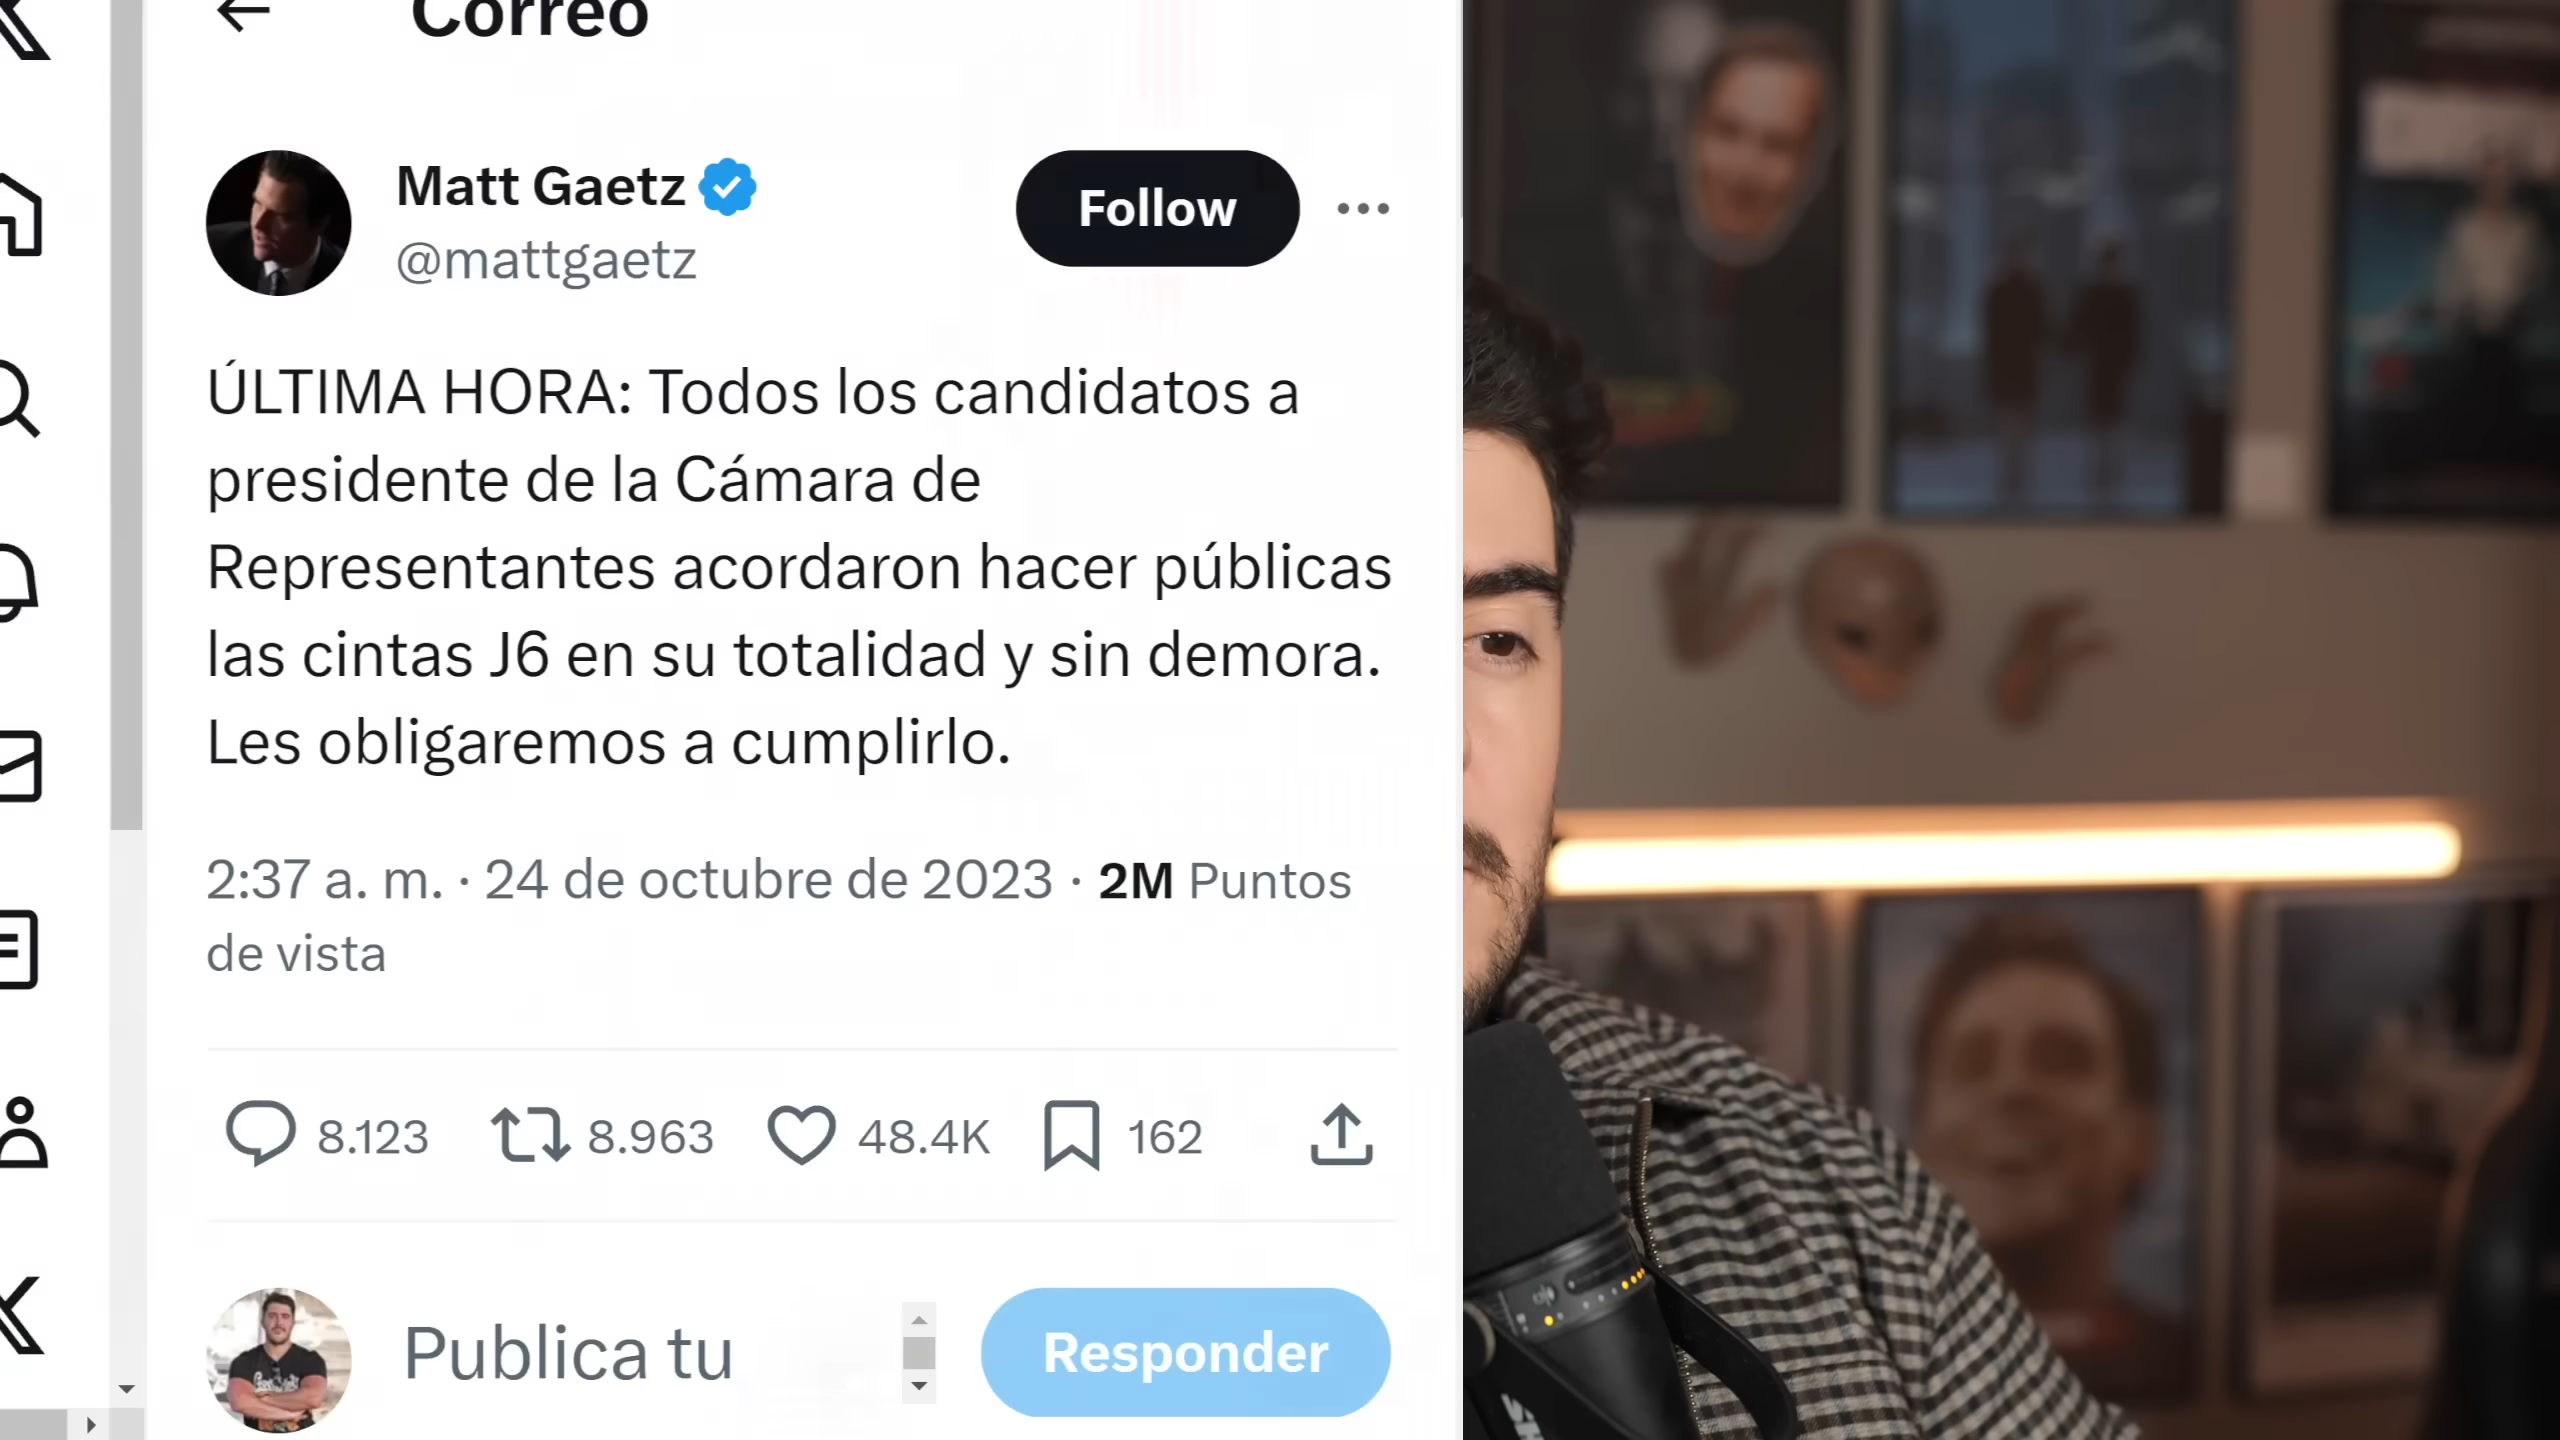 Correo
Matt Gaetz
Follow
@mattgaetz
ÚLTIMA HORA: Todos los candidatos a
presidente de la Cámara de
Representantes acordaron hacer públicas
las cintas J6 en su totalidad y sin demora.
Les obligaremos a cumplirlo.
2:37 a. m. · 24 de octubre de 2023 · 2M Puntos
de vista
8.123 8.963 48.4K 162
Publica tu
Responder